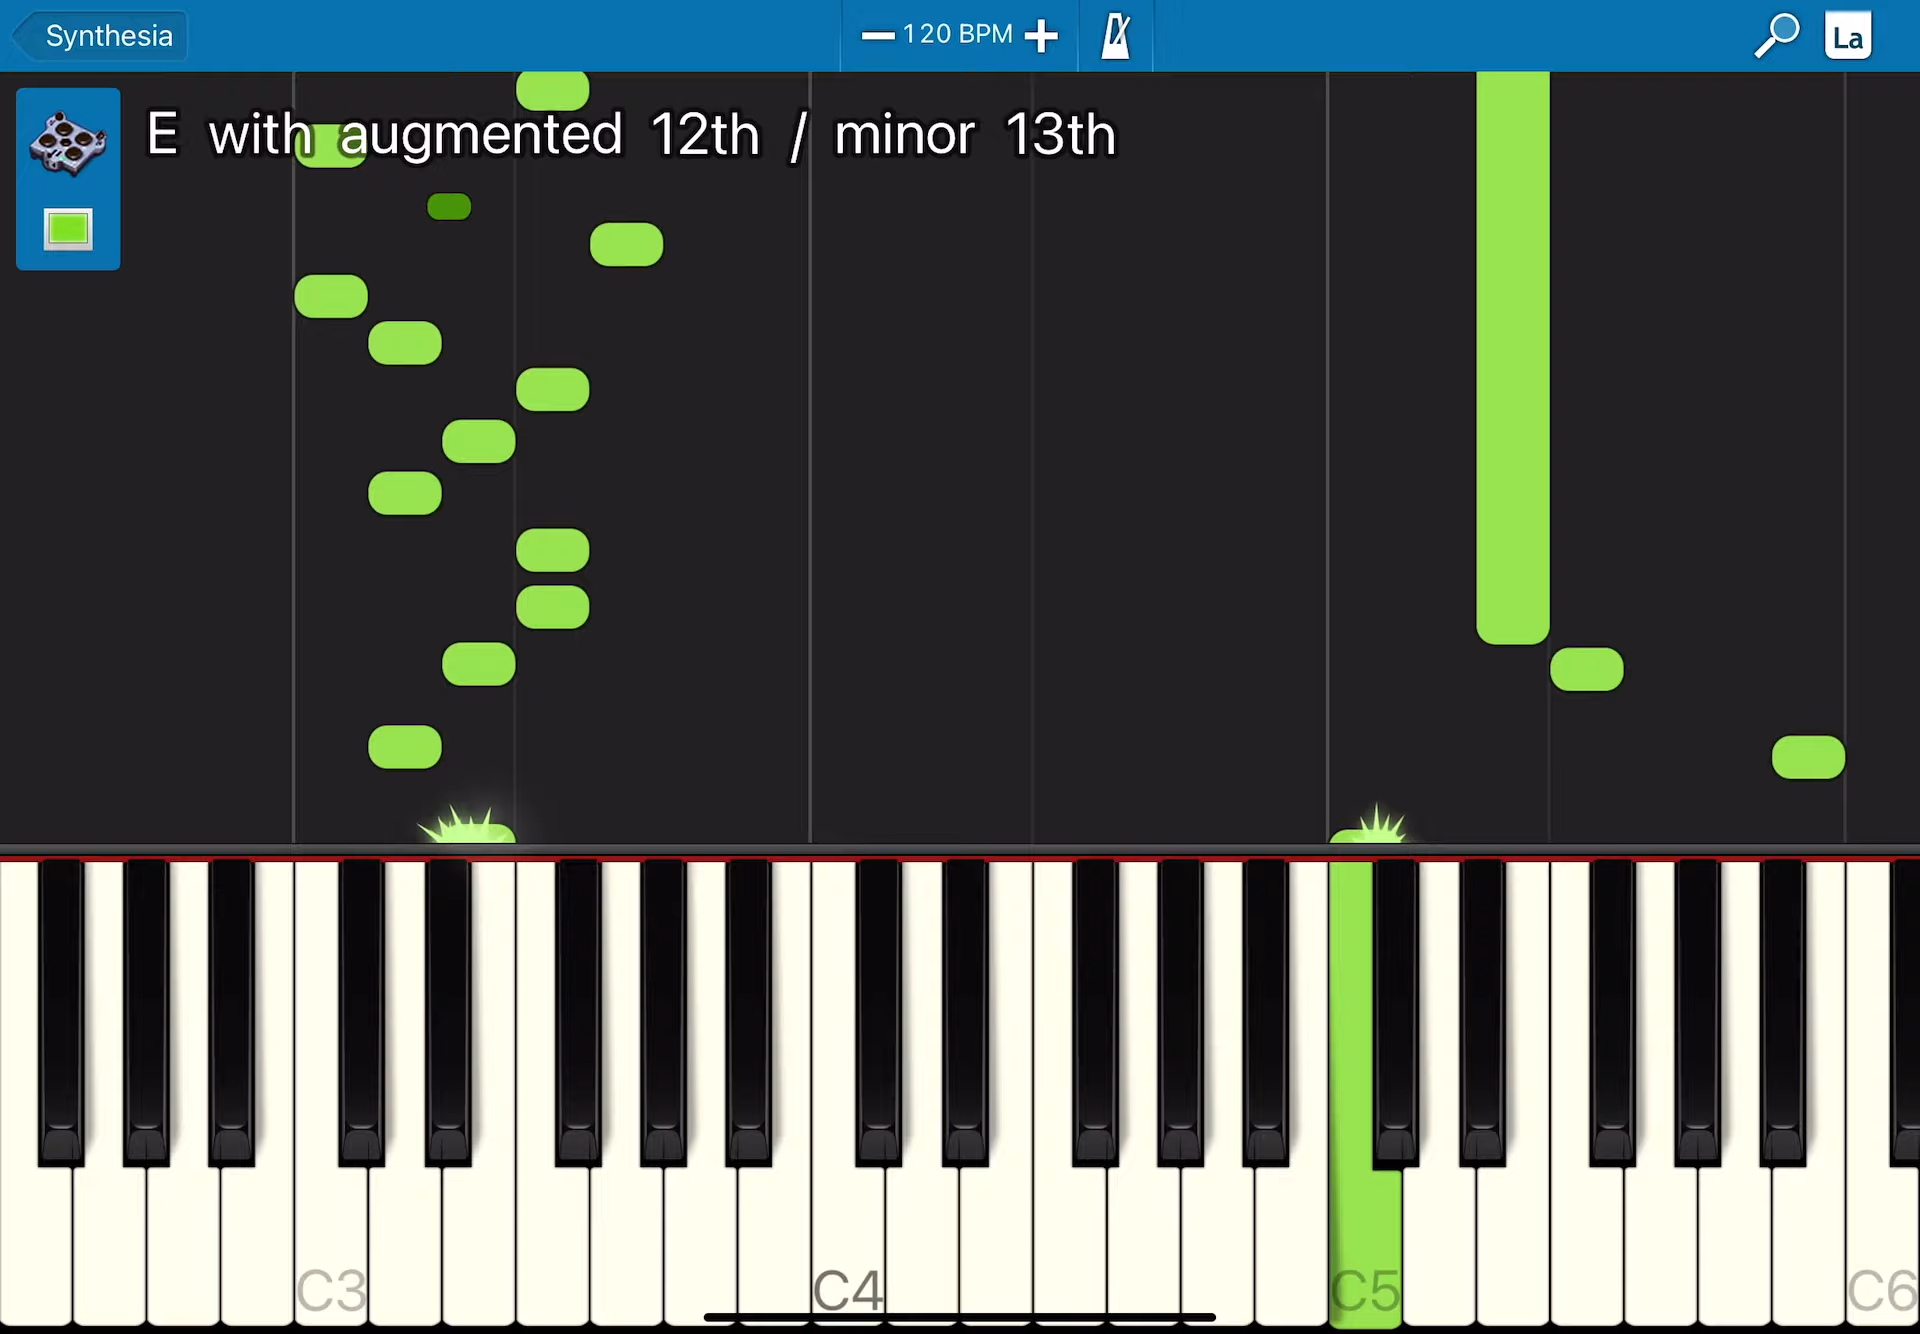 Synthesia
120 BPM
La
E with augmented 12th / minor 13th
C3
C4
C5
C6